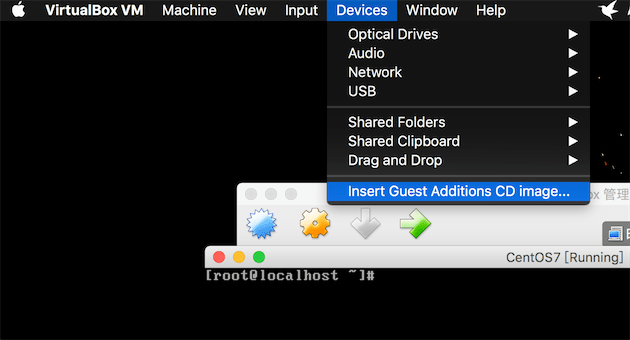 VirtualBox VM Machine View Input Devices Window Help
Optical Drives
Audio
Network
USB
Shared Folders
Shared Clipboard
Drag and Drop
Insert Guest Additions CD image...
ox 管理
CentOS7 [Running]
[root@localhost ~]#